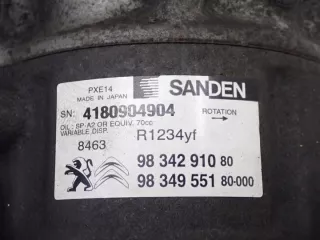 PXE14
MADE IN JAPAN
SANDEN
SN: 4180904904
ROTATION
OIL: SP-A2 OR EQUIV. 70cc
VARIABLE DISP.
8463
R1234yf
98 342 910 80
98 349 551 80-000